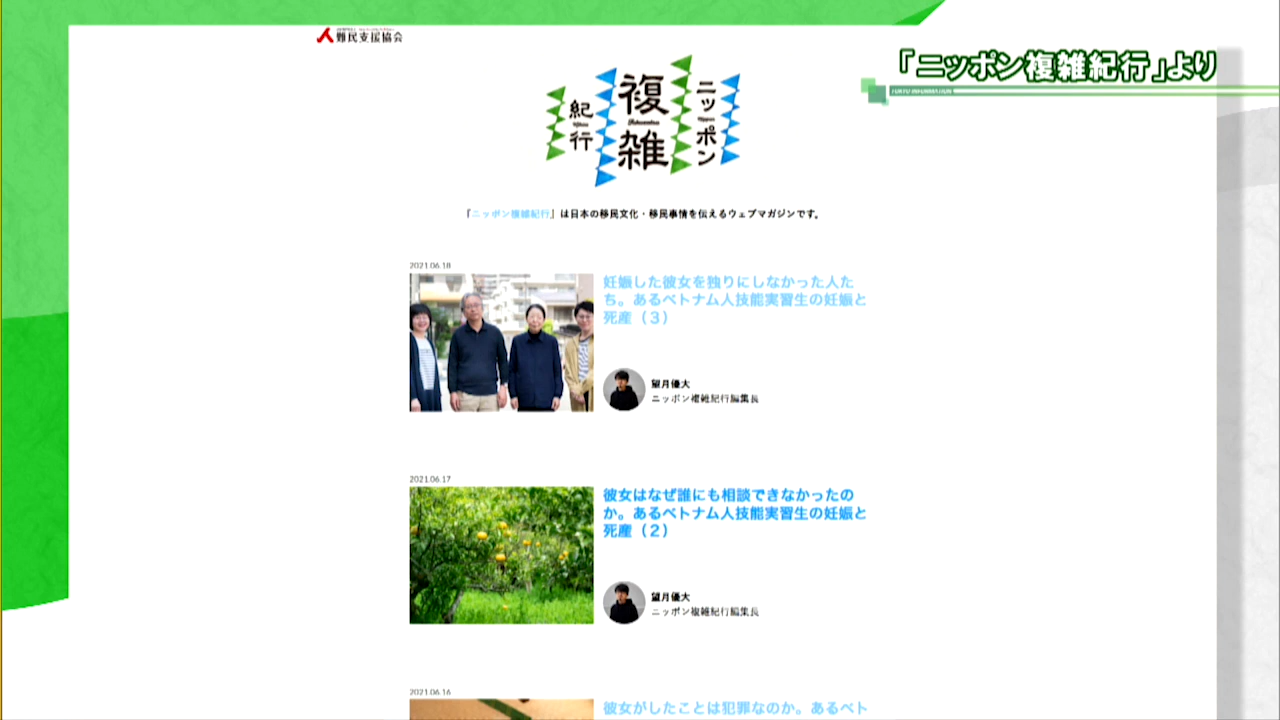 難民支援協会
「ニッポン複雑紀行」より
TOKYO INFORMATION
ニッポン
複雑
紀行
『ニッポン複雑紀行』は日本の移民文化・移民事情を伝えるウェブマガジンです。
2021.06.18
妊娠した彼女を独りにしなかった人た
ち。あるベトナム人技能実習生の妊娠と
死産（３）
望月優大
ニッポン複雑紀行編集長
2021.06.17
彼女はなぜ誰にも相談できなかったの
か。あるベトナム人技能実習生の妊娠と
死産（２）
望月優大
ニッポン複雑紀行編集長
2021.06.16
彼女がしたことは犯罪なのか。あるベト